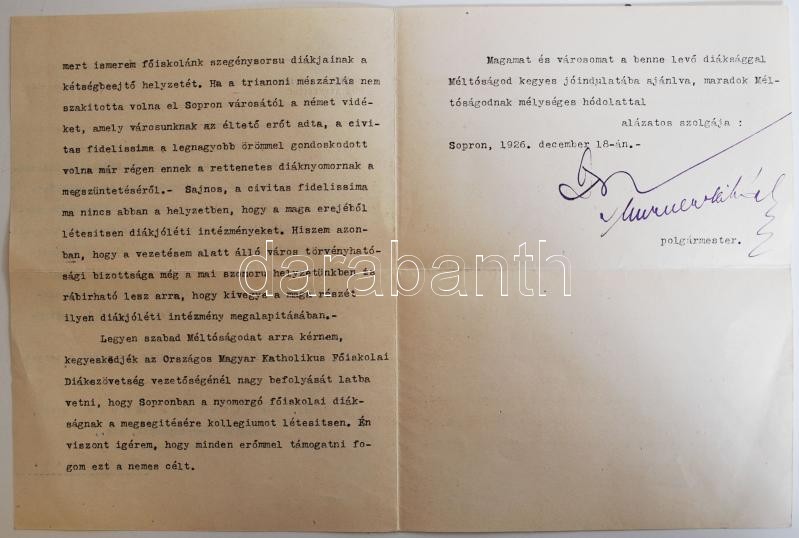 mert ismerem főiskolánk szegénysorsu diákjainak a
kétségbeejtő helyzetét. Ha a trianoni mészárlás nem
szakitotta volna el Sopron városától a német vidé-
ket, amely városunknak az éltető erőt adta, a civi-
tas fidelissima a legnagyobb örömmel gondoskodott
volna már régen ennek a rettenetes diáknyomornak a
megszüntetéséről.- Sajnos, a civitas fidelissima
ma nincs abban a helyzetben, hogy a maga erejéből
létesitsen diákjóléti intézményeket. Hiszem azon-
ban, hogy a vezetésem alatt álló város törvényható-
sági bizottsága még a mai szomoru helyzetünkben is
rábirható lesz arra, hogy kivegye a maga részét
ilyen diákjóléti intézmény megalapitásában.-
Legyen szabad Méltóságodat arra kérnem,
kegyeskedjék az Országos Magyar Katholikus Főiskolai
Diákszövetség vezetőségénél nagy befolyását latba
vetni, hogy Sopronban a nyomorgó főiskolai diák-
ságnak a megsegitésére kollegiumot létesitsen. Én
viszont igérem, hogy minden erőmmel támogatni fo-
gom ezt a nemes célt.
Magamat és városomat a benne levő diáksággal
Méltóságod kegyes jóindulatába ajánlva, maradok Mél-
tóságodnak mélységes hódolattal
alázatos szolgája :
Sopron, 1926. december 18-án.-
polgármester.
darabanth